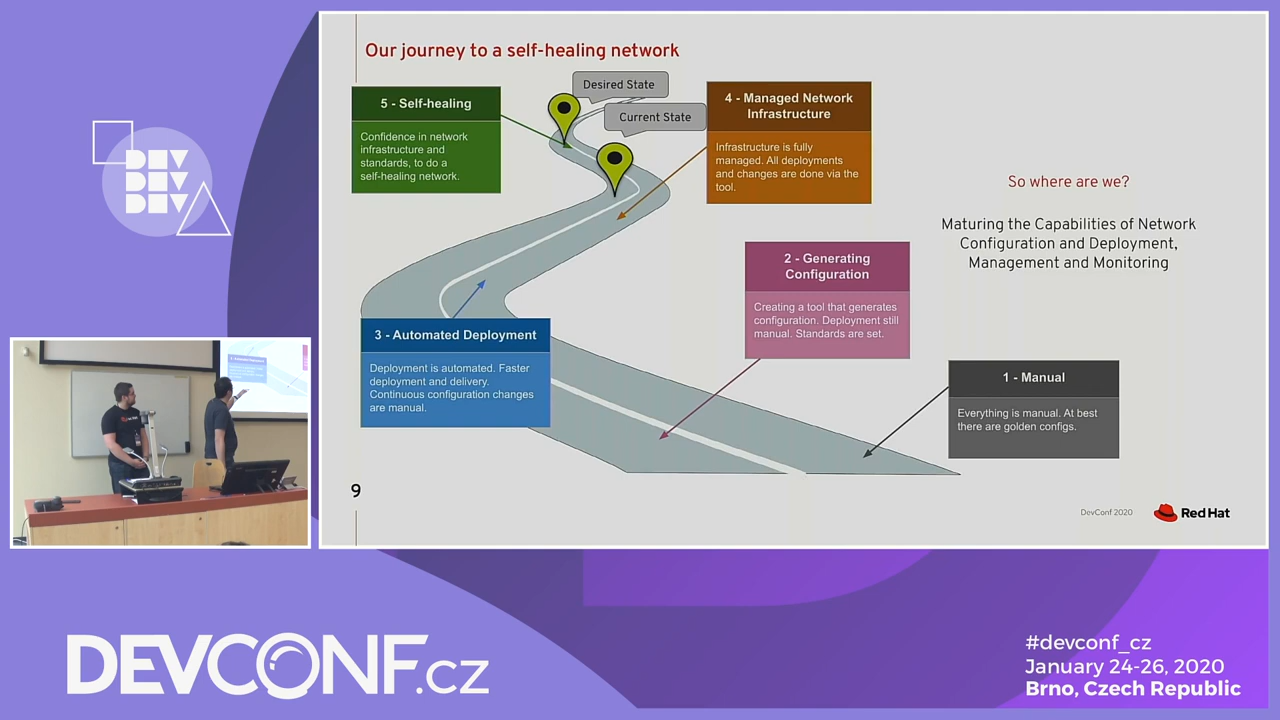 DEV
DEV
DEV
Our journey to a self-healing network
Desired State
Current State
5 - Self-healing
Confidence in network
infrastructure and
standards, to do a
self-healing network.
4 - Managed Network
Infrastructure
Infrastructure is fully
managed. All deployments
and changes are done via the
tool.
So where are we?
Maturing the Capabilities of Network
Configuration and Deployment,
Management and Monitoring
2 - Generating
Configuration
Creating a tool that generates
configuration. Deployment still
manual. Standards are set.
3 - Automated Deployment
Deployment is automated. Faster
deployment and delivery.
Continuous configuration changes
are manual.
1 - Manual
Everything is manual. At best
there are golden configs.
9
DevConf 2020
Red Hat
DEVCONF.cz
#devconf_cz
January 24-26, 2020
Brno, Czech Republic